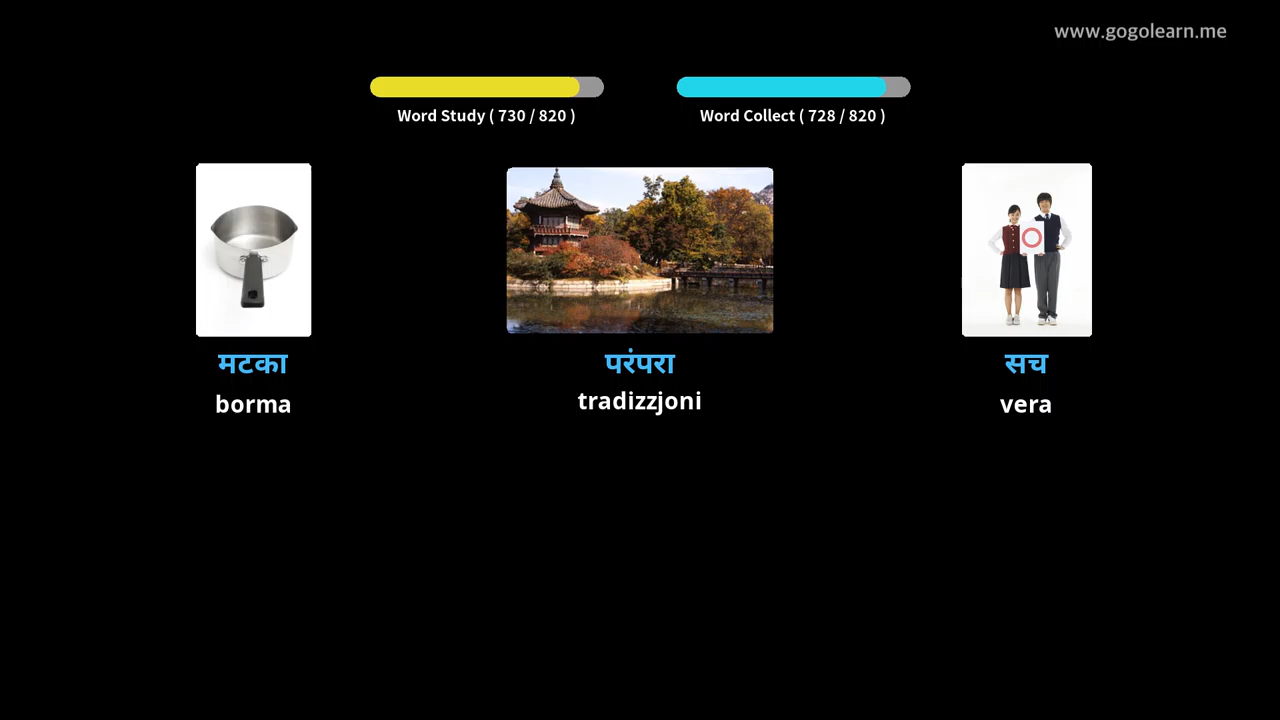 www.gogolearn.me
Word Study ( 730 / 820 )
Word Collect ( 728 / 820 )
मटका
परंपरा
सच
borma
tradizzjoni
vera